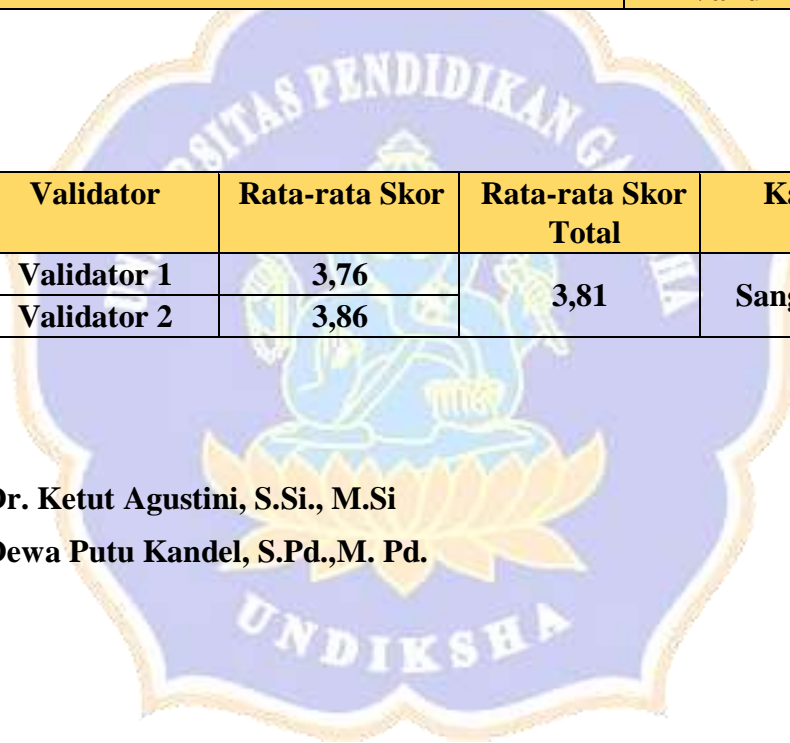 UNIVERSITAS PENDIDIKAN GANESHA
Validator Rata-rata Skor Rata-rata Skor Total
Validator 1 3,76 3,81
Validator 2 3,86
Dr. Ketut Agustini, S.Si., M.Si
Dewa Putu Kandel, S.Pd.,M. Pd.
UNDIKSHA